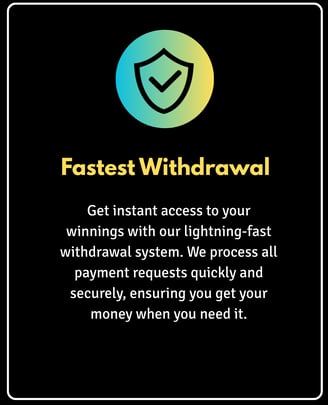 Fastest Withdrawal
Get instant access to your
winnings with our lightning-fast
withdrawal system. We process all
payment requests quickly and
securely, ensuring you get your
money when you need it.